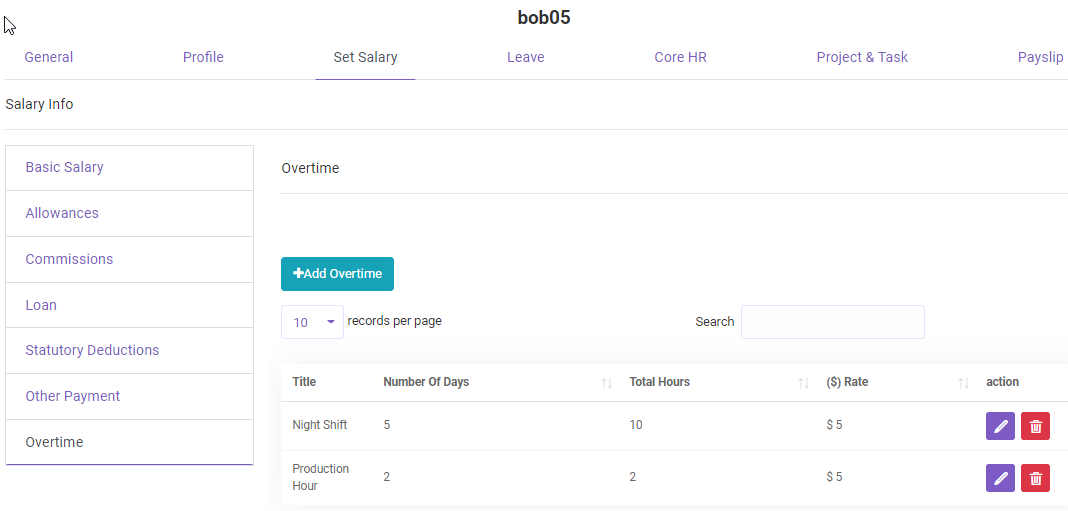 bob05
General Profile Set Salary Leave Core HR Project & Task Payslip
Salary Info
Basic Salary
Allowances
Commissions
Loan
Statutory Deductions
Other Payment
Overtime
Overtime
+Add Overtime
10 records per page Search
Title Number Of Days Total Hours ($) Rate action
Night Shift 5 10 $ 5
Production
Hour 2 2 $ 5